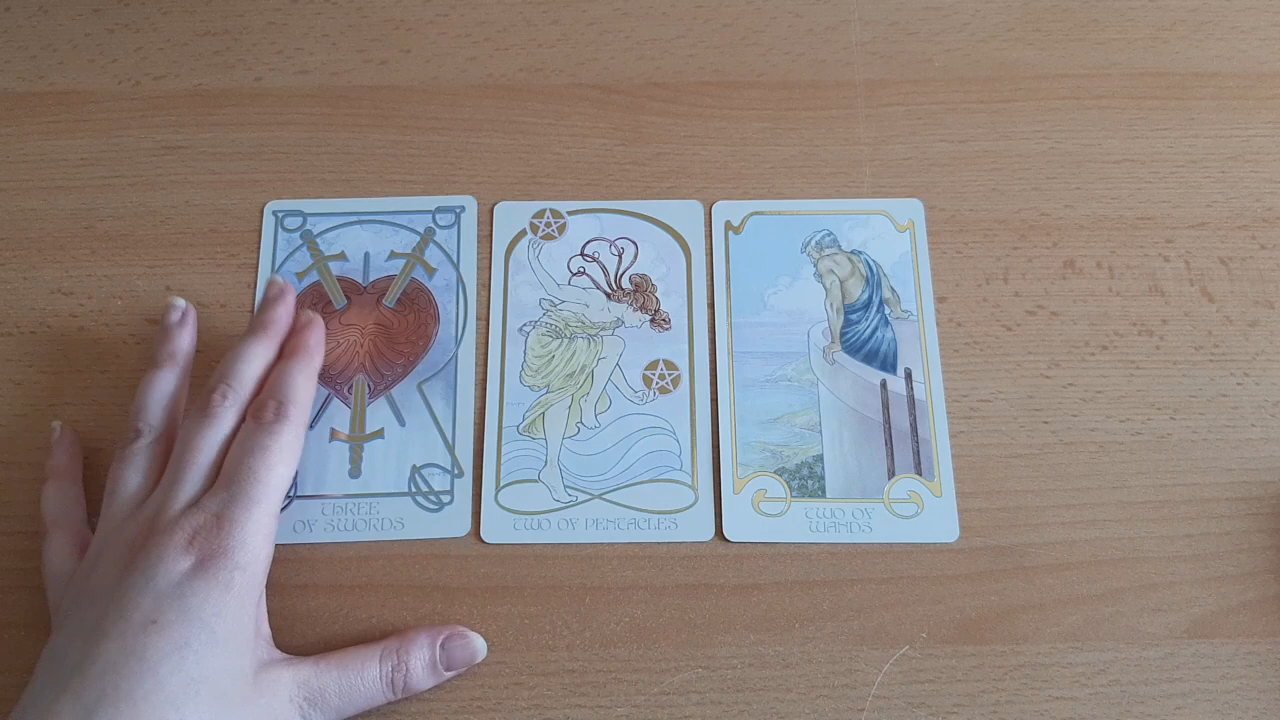 THREE
OF SWORDS
TWO OF PENTACLES
TWO OF
WANDS